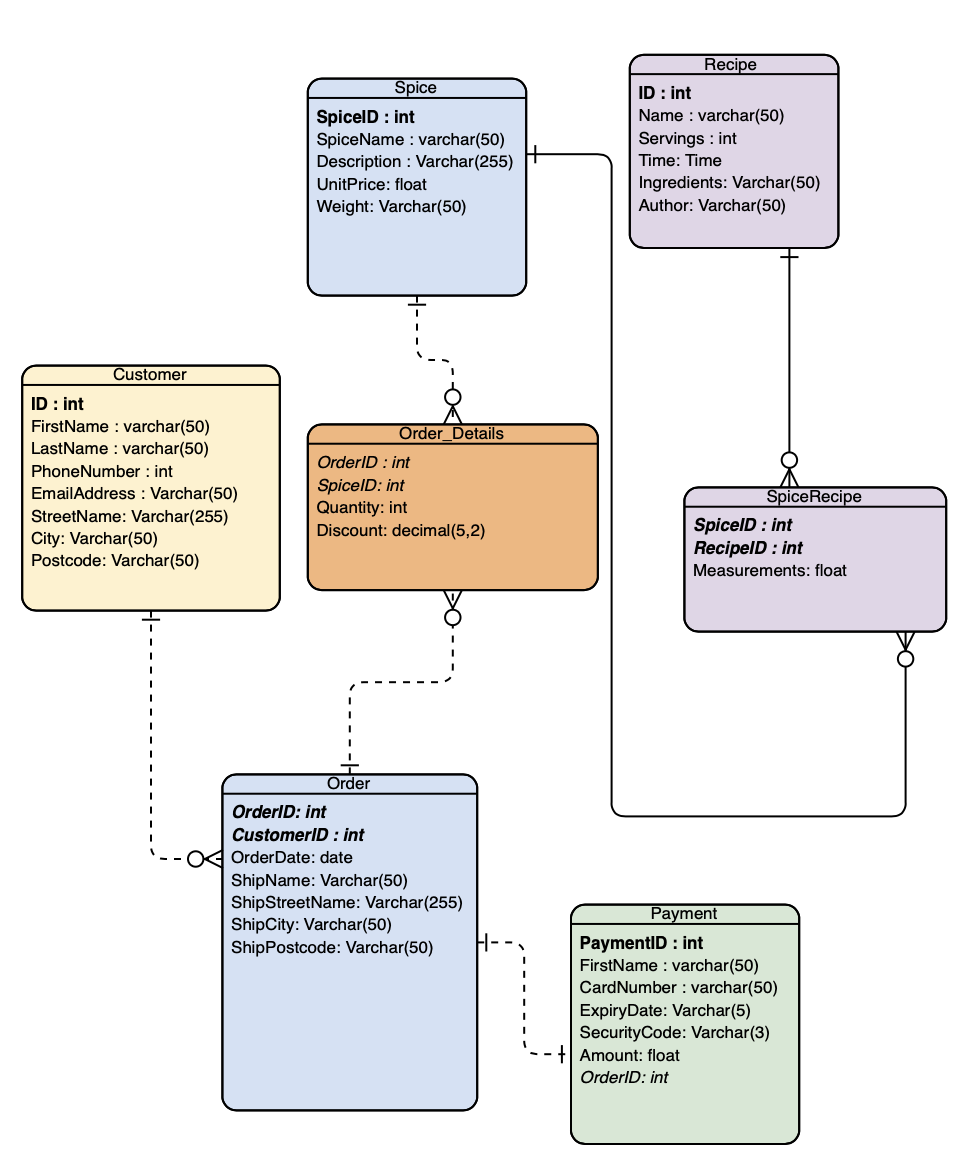 Spice
SpiceID : int
SpiceName : varchar(50)
Description : Varchar(255)
UnitPrice: float
Weight: Varchar(50)
Recipe
ID : int
Name : varchar(50)
Servings : int
Time: Time
Ingredients: Varchar(50)
Author: Varchar(50)
Customer
ID : int
FirstName : varchar(50)
LastName : varchar(50)
PhoneNumber : int
EmailAddress : Varchar(50)
StreetName: Varchar(255)
City: Varchar(50)
Postcode: Varchar(50)
Order_Details
OrderID : int
SpiceID: int
Quantity: int
Discount: decimal(5,2)
SpiceRecipe
SpiceID : int
RecipeID : int
Measurements: float
Order
OrderID: int
CustomerID : int
OrderDate: date
ShipName: Varchar(50)
ShipStreetName: Varchar(255)
ShipCity: Varchar(50)
ShipPostcode: Varchar(50)
Payment
PaymentID : int
FirstName : varchar(50)
CardNumber : varchar(50)
ExpiryDate: Varchar(5)
SecurityCode: Varchar(3)
Amount: float
OrderID: int